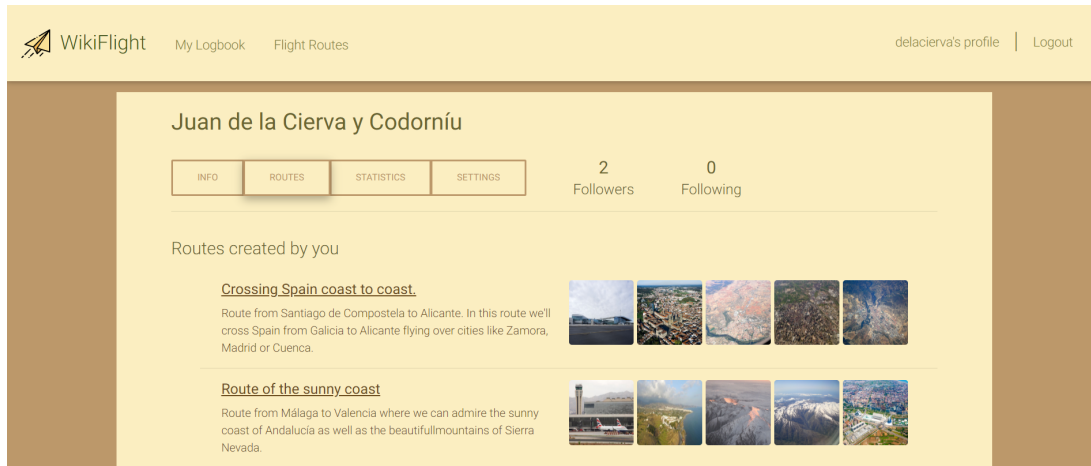 WikiFlight My Logbook Flight Routes delacierva's profile Logout
Juan de la Cierva y Codorníu
INFO ROUTES STATISTICS SETTINGS
2 0
Followers Following
Routes created by you
Crossing Spain coast to coast.
Route from Santiago de Compostela to Alicante. In this route we'll
cross Spain from Galicia to Alicante flying over cities like Zamora,
Madrid or Cuenca.
Route of the sunny coast
Route from Málaga to Valencia where we can admire the sunny
coast of Andalucía as well as the beautifullmountains of Sierra
Nevada.